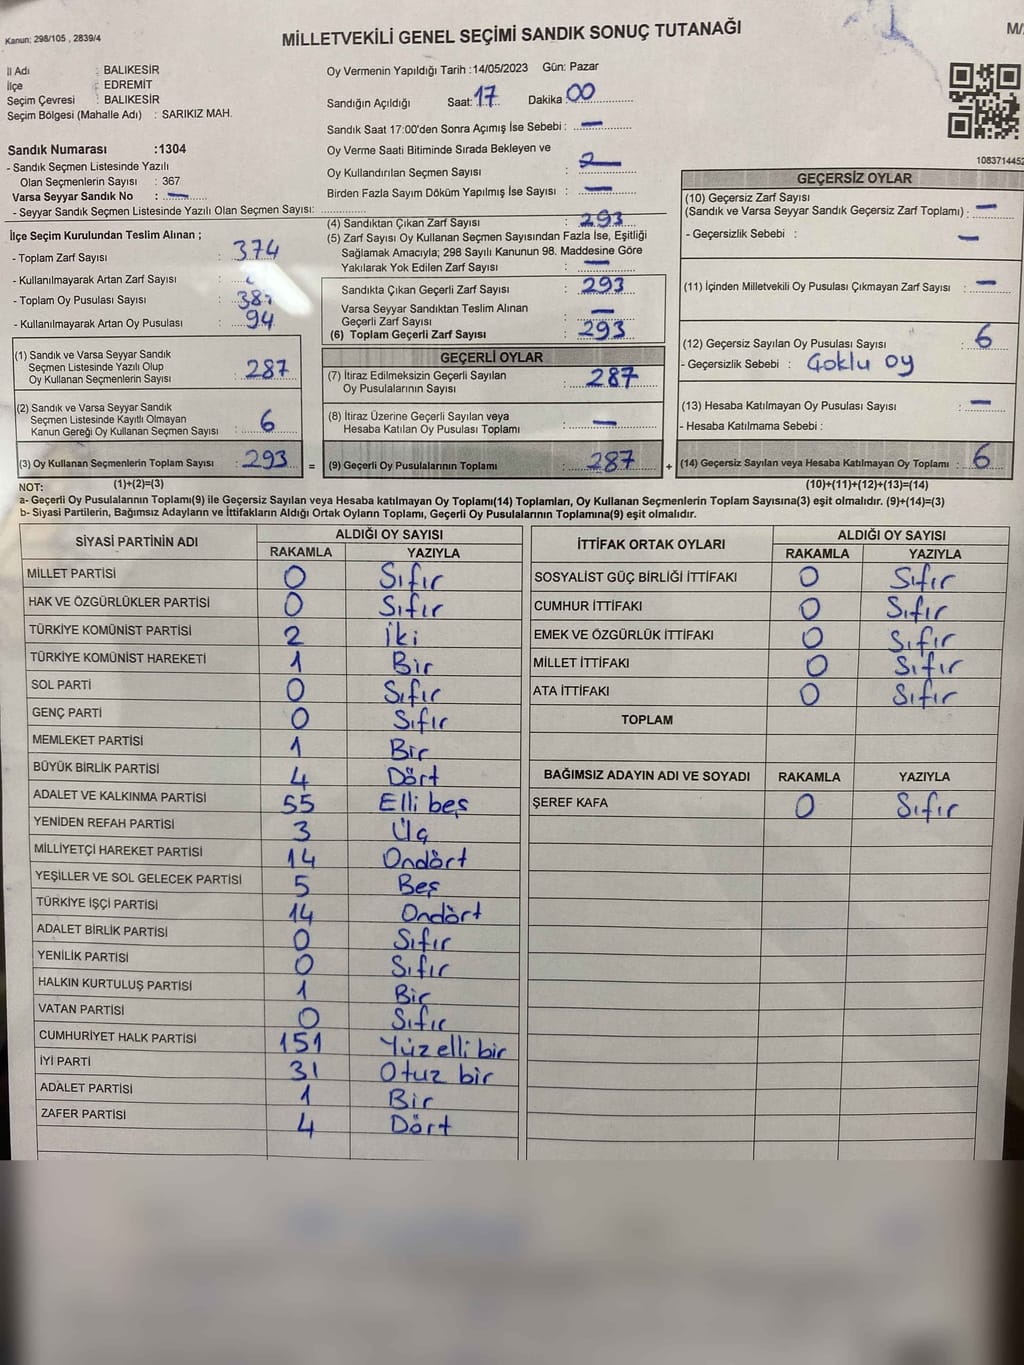 Kanun: 298/105 , 2839/4
MİLLETVEKİLİ GENEL SEÇİMİ SANDIK SONUÇ TUTANAĞI
M/
İl Adı : BALIKESİR
İlçe : EDREMİT
Seçim Çevresi : BALIKESİR
Seçim Bölgesi (Mahalle Adı) : SARIKIZ MAH.
Sandık Numarası :1304
- Sandık Seçmen Listesinde Yazılı
Olan Seçmenlerin Sayısı : 367
Varsa Seyyar Sandık No : —
- Seyyar Sandık Seçmen Listesinde Yazılı Olan Seçmen Sayısı: ..............
Oy Vermenin Yapıldığı Tarih :14/05/2023 Gün: Pazar
Sandığın Açıldığı Saat: 17 Dakika 00
Sandık Saat 17:00'den Sonra Açımış İse Sebebi : —
Oy Verme Saati Bitiminde Sırada Bekleyen ve
Oy Kullandırılan Seçmen Sayısı : 2
Birden Fazla Sayım Döküm Yapılmış İse Sayısı : —
1083714452
İlçe Seçim Kurulundan Teslim Alınan ;
- Toplam Zarf Sayısı : 374
- Kullanılmayarak Artan Zarf Sayısı :
- Toplam Oy Pusulası Sayısı :
- Kullanılmayarak Artan Oy Pusulası : 94
(4) Sandıktan Çıkan Zarf Sayısı : 293
(5) Zarf Sayısı Oy Kullanan Seçmen Sayısından Fazla İse, Eşitliği
Sağlamak Amacıyla; 298 Sayılı Kanunun 98. Maddesine Göre
Yakılarak Yok Edilen Zarf Sayısı : —
Sandıkta Çıkan Geçerli Zarf Sayısı : 293
Varsa Seyyar Sandıktan Teslim Alınan
Geçerli Zarf Sayısı : —
(6) Toplam Geçerli Zarf Sayısı : 293
GEÇERSİZ OYLAR
(10) Geçersiz Zarf Sayısı
(Sandık ve Varsa Seyyar Sandık Geçersiz Zarf Toplamı) : —
- Geçersizlik Sebebi : —
(11) İçinden Milletvekili Oy Pusulası Çıkmayan Zarf Sayısı : —
(12) Geçersiz Sayılan Oy Pusulası Sayısı : 6
- Geçersizlik Sebebi : Çoklu oy
(13) Hesaba Katılmayan Oy Pusulası Sayısı : —
- Hesaba Katılmama Sebebi :
(1) Sandık ve Varsa Seyyar Sandık
Seçmen Listesinde Yazılı Olup
Oy Kullanan Seçmenlerin Sayısı : 287
(2) Sandık ve Varsa Seyyar Sandık
Seçmen Listesinde Kayıtlı Olmayan
Kanun Gereği Oy Kullanan Seçmen Sayısı : 6
GEÇERLİ OYLAR
(7) İtiraz Edilmeksizin Geçerli Sayılan
Oy Pusulalarının Sayısı : 287
(8) İtiraz Üzerine Geçerli Sayılan veya
Hesaba Katılan Oy Pusulası Toplamı : —
(3) Oy Kullanan Seçmenlerin Toplam Sayısı : 293 = (9) Geçerli Oy Pusulalarının Toplamı : 287 + (14) Geçersiz Sayılan veya Hesaba Katılmayan Oy Toplamı : 6
NOT: (1)+(2)=(3) (10)+(11)+(12)+(13)=(14)
a- Geçerli Oy Pusulalarının Toplamı(9) ile Geçersiz Sayılan veya Hesaba katılmayan Oy Toplamı(14) Toplamları, Oy Kullanan Seçmenlerin Toplam Sayısına(3) eşit olmalıdır. (9)+(14)=(3)
b- Siyasi Partilerin, Bağımsız Adayların ve İttifakların Aldığı Ortak Oyların Toplamı, Geçerli Oy Pusulalarının Toplamına(9) eşit olmalıdır.
SİYASİ PARTİNİN ADI ALDIĞI OY SAYISI
RAKAMLA YAZIYLA
MİLLET PARTİSİ 0 Sıfır
HAK VE ÖZGÜRLÜKLER PARTİSİ 0 Sıfır
TÜRKİYE KOMÜNİST PARTİSİ 2 İki
TÜRKİYE KOMÜNİST HAREKETİ 1 Bir
SOL PARTİ 0 Sıfır
GENÇ PARTİ 0 Sıfır
MEMLEKET PARTİSİ 1 Bir
BÜYÜK BİRLİK PARTİSİ 4 Dört
ADALET VE KALKINMA PARTİSİ 55 Elli beş
YENİDEN REFAH PARTİSİ 3 Üç
MİLLİYETÇİ HAREKET PARTİSİ 14 Ondört
YEŞİLLER VE SOL GELECEK PARTİSİ 5 Beş
TÜRKİYE İŞÇİ PARTİSİ 14 Ondört
ADALET BİRLİK PARTİSİ 0 Sıfır
YENİLİK PARTİSİ 0 Sıfır
HALKIN KURTULUŞ PARTİSİ 1 Bir
VATAN PARTİSİ 0 Sıfır
CUMHURİYET HALK PARTİSİ 151 Yüz elli bir
İYİ PARTİ 31 Otuz bir
ADALET PARTİSİ 1 Bir
ZAFER PARTİSİ 4 Dört
İTTİFAK ORTAK OYLARI ALDIĞI OY SAYISI
RAKAMLA YAZIYLA
SOSYALİST GÜÇ BİRLİĞİ İTTİFAKI 0 Sıfır
CUMHUR İTTİFAKI 0 Sıfır
EMEK VE ÖZGÜRLÜK İTTİFAKI 0 Sıfır
MİLLET İTTİFAKI 0 Sıfır
ATA İTTİFAKI 0 Sıfır
TOPLAM
BAĞIMSIZ ADAYIN ADI VE SOYADI RAKAMLA YAZIYLA
ŞEREF KAFA 0 Sıfır